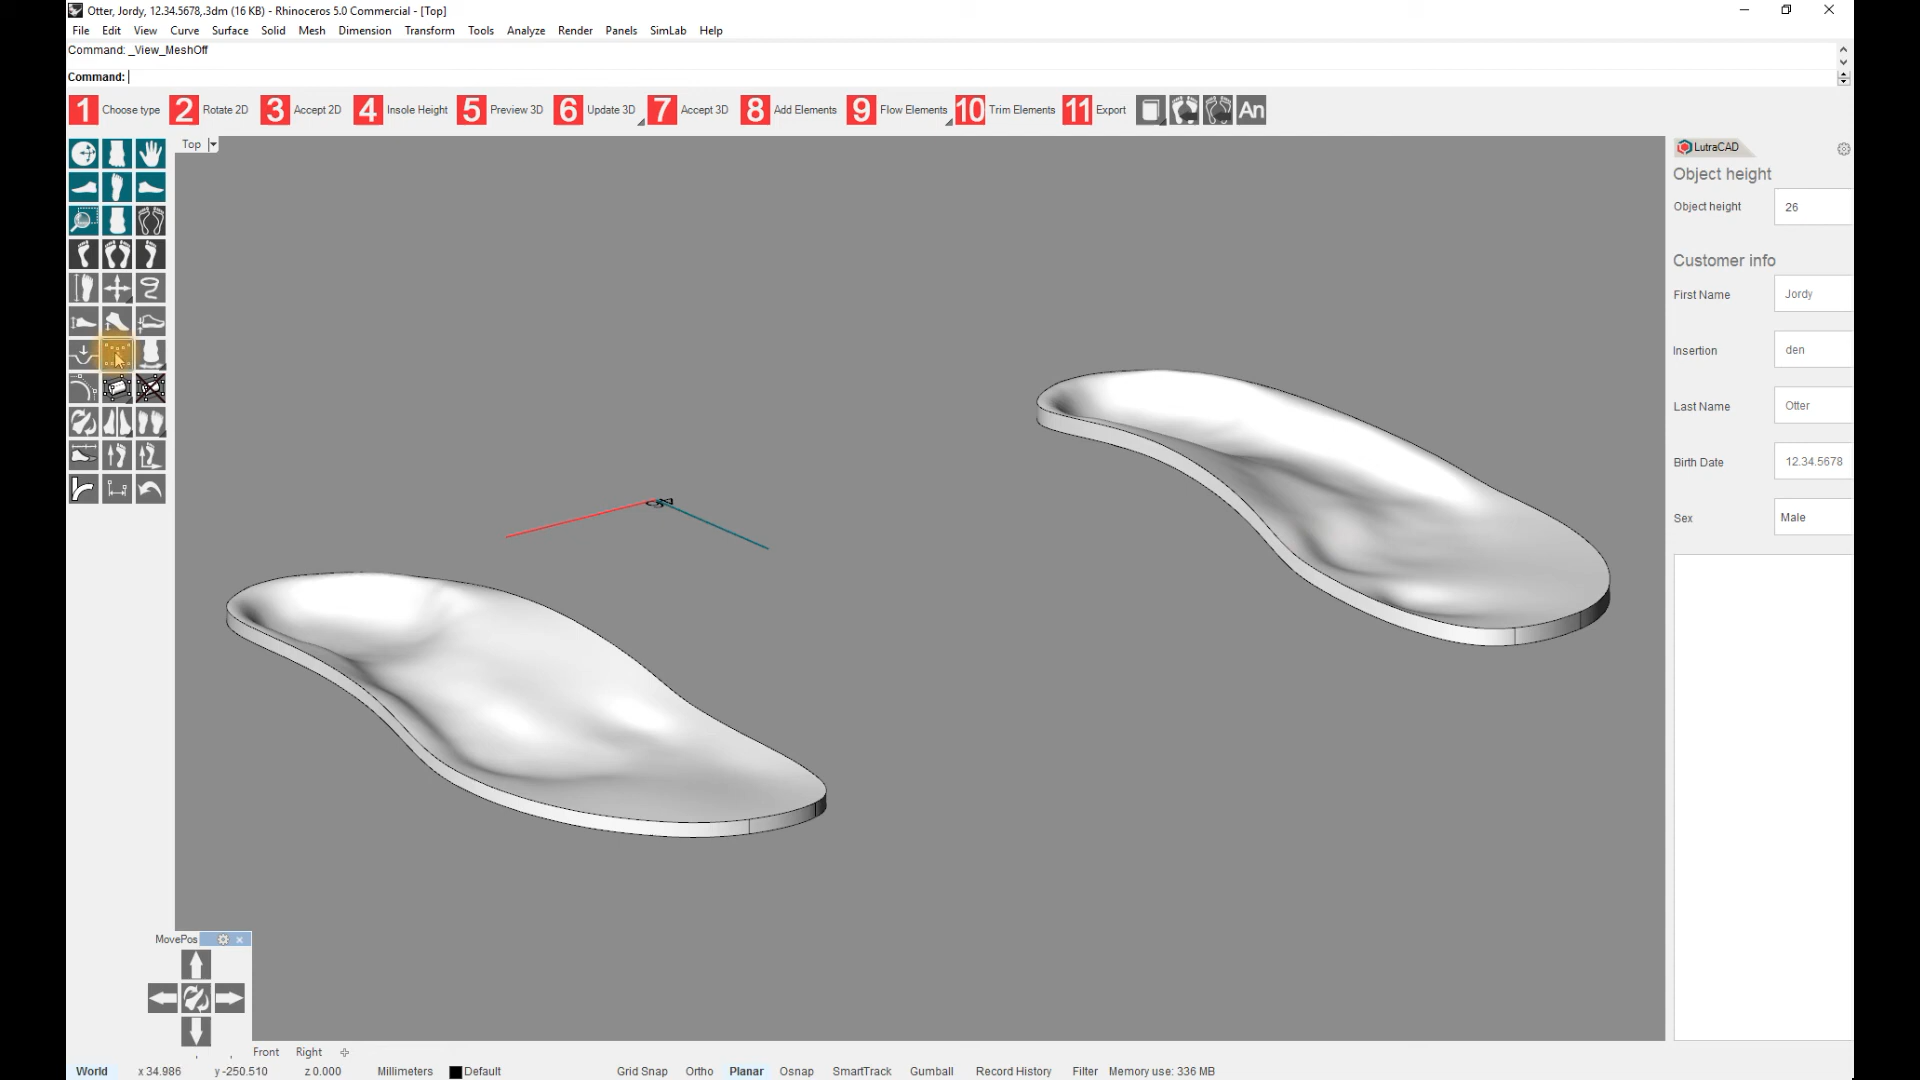 Otter, Jordy, 12.34.5678,.3dm (16 KB) - Rhinoceros 5.0 Commercial - [Top]
File Edit View Curve Surface Solid Mesh Dimension Transform Tools Analyze Render Panels SimLab Help
Command: _View_MeshOff
Command:
1 Choose type 2 Rotate 2D 3 Accept 2D 4 Insole Height 5 Preview 3D 6 Update 3D 7 Accept 3D 8 Add Elements 9 Flow Elements 10 Trim Elements 11 Export An
Top
LutraCAD
Object height
Object height 26
Customer info
First Name Jordy
Insertion den
Last Name Otter
Birth Date 12.34.5678
Sex Male
MovePos
Front Right
World x 34.986 y -250.510 z 0.000 Millimeters Default Grid Snap Ortho Planar Osnap SmartTrack Gumball Record History Filter Memory use: 336 MB